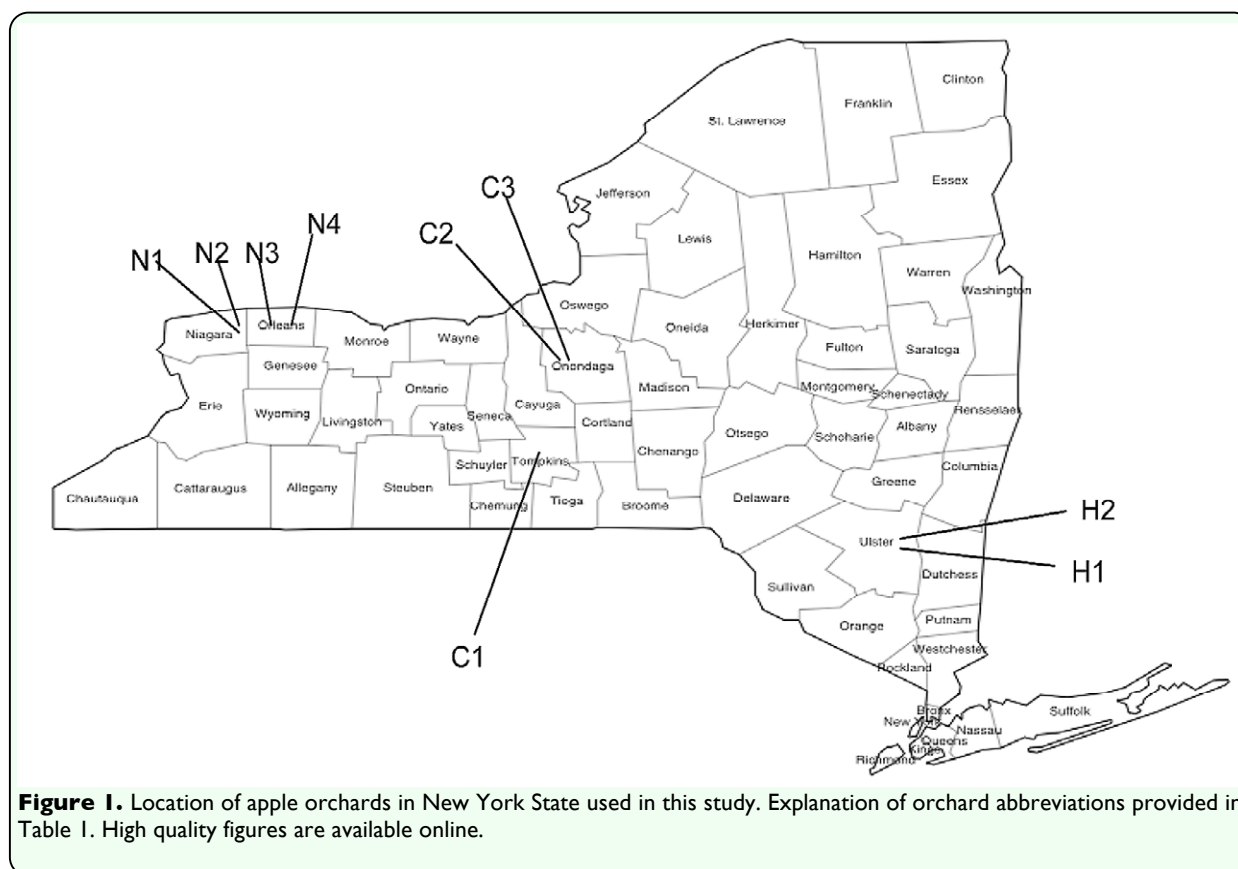 Clinton
Franklin
St. Lawrence
Essex
Jefferson
C3
Lewis
N4
C2
Hamilton
N2 N3
N1
Warren
Washington
Oswego
Orleans
Niagara
Oneida
Herkimer
Monroe
Wayne
Fulton
Saratoga
Genesee
Onondaga
Madison
Montgomery
Ontario
Schenectady
Erie
Cayuga
Rensselaer
Wyoming
Livingston
Seneca
Cortland
Yates
Otsego
Albany
Schoharie
Chenango
Schuyler
Tompkins
Columbia
Greene
Chautauqua
Cattaraugus
Allegany
Steuben
Delaware
Chemung
Tioga
Broome
H2
Ulster
H1
Dutchess
Sullivan
Putnam
Orange
Westchester
C1
Rockland
Bronx
Suffolk
New York
Nassau
Queens
Kings
Richmond
Figure 1. Location of apple orchards in New York State used in this study. Explanation of orchard abbreviations provided in
Table 1. High quality figures are available online.